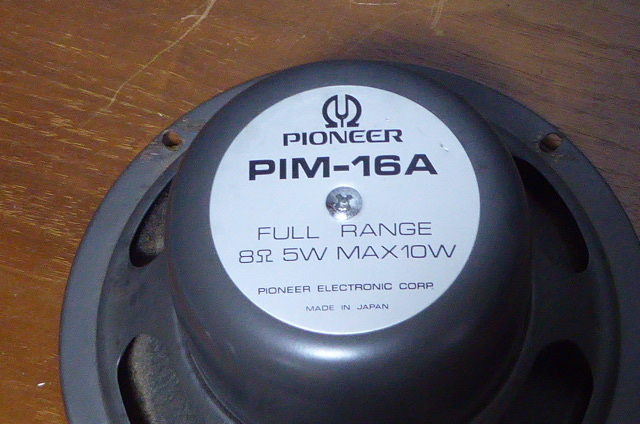 PIONEER
PIM-16A
FULL RANGE
8Ω 5W MAX10W
PIONEER ELECTRONIC CORP.
MADE IN JAPAN